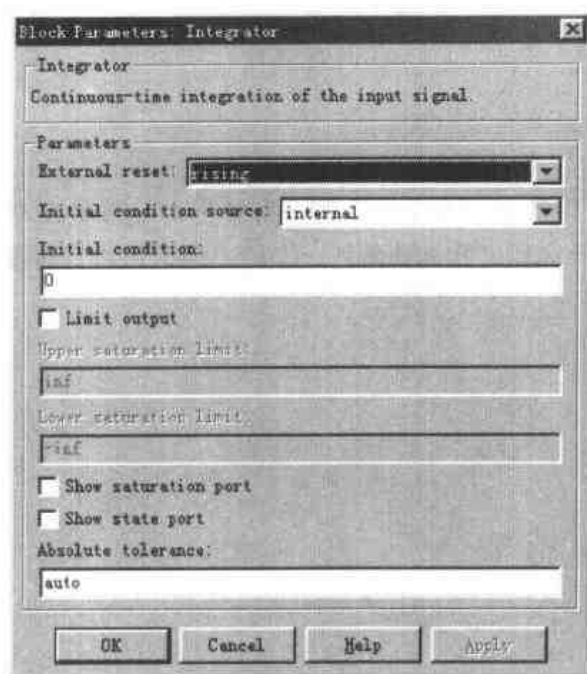 Block Parameters: Integrator
Integrator
Continuous-time integration of the input signal.
Parameters
External reset: rising
Initial condition source: internal
Initial condition:
0
Limit output
Upper saturation limit:
inf
Lower saturation limit:
-inf
Show saturation port
Show state port
Absolute tolerance:
auto
OK Cancel Help Apply